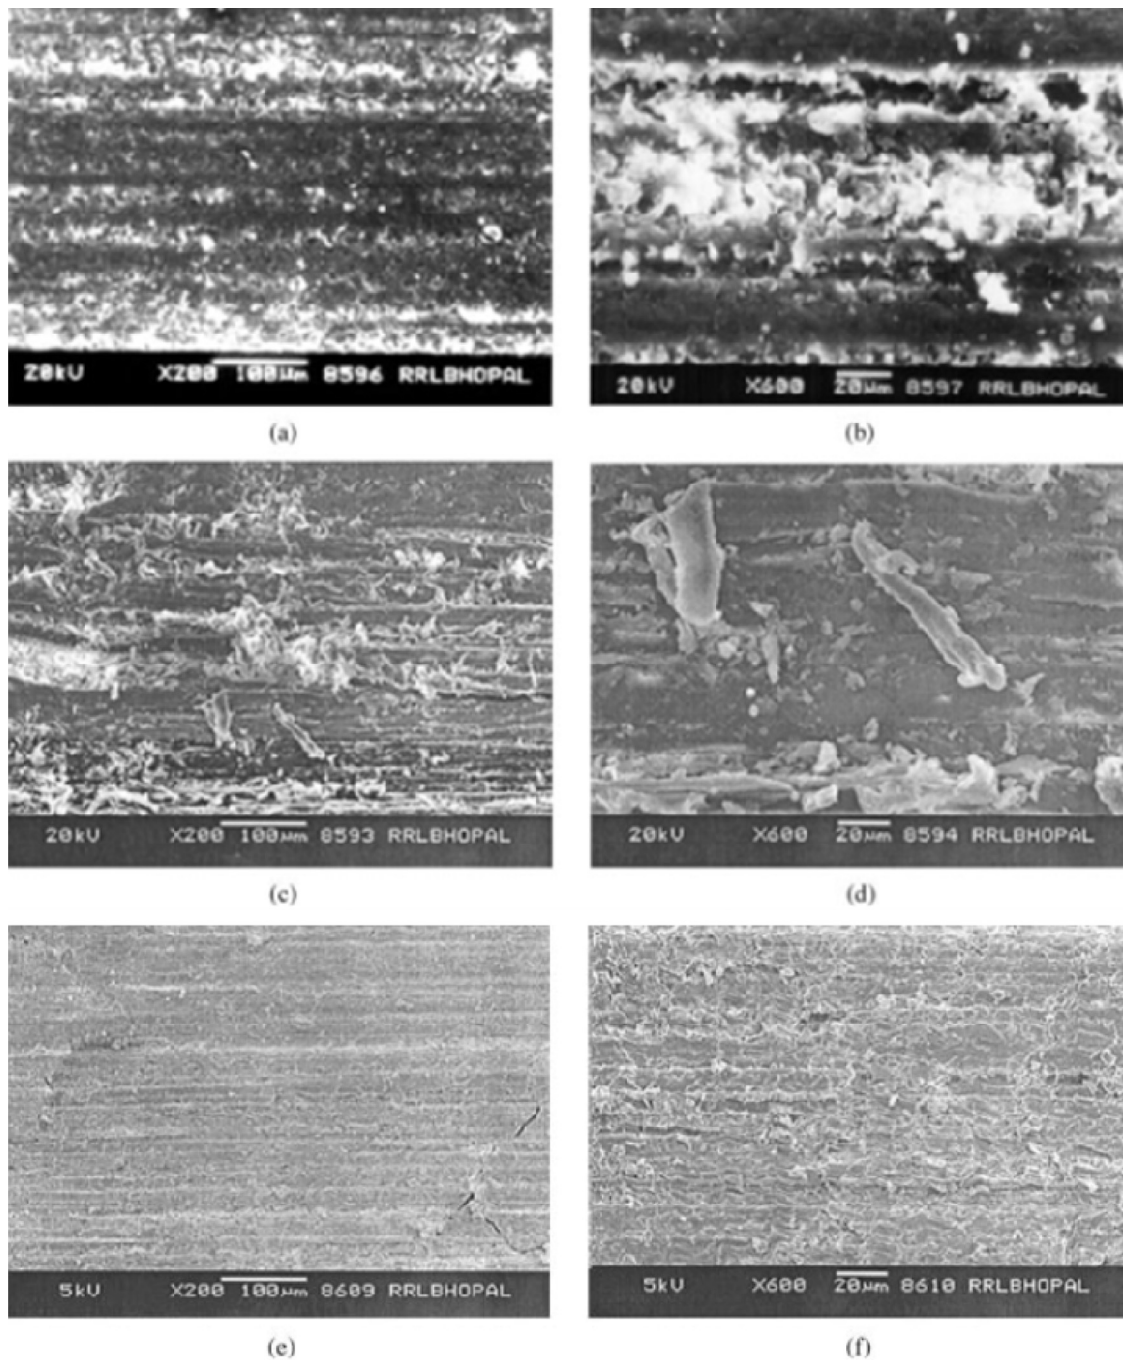 20kV X200 100μm 8596 RRLBHOPAL
20kV X600 20μm 8597 RRLBHOPAL
(a)
(b)
20kV X200 100μm 8593 RRLBHOPAL
20kV X600 20μm 8594 RRLBHOPAL
(c)
(d)
5kV X200 100μm 8609 RRLBHOPAL
5kV X600 20μm 8610 RRLBHOPAL
(e)
(f)